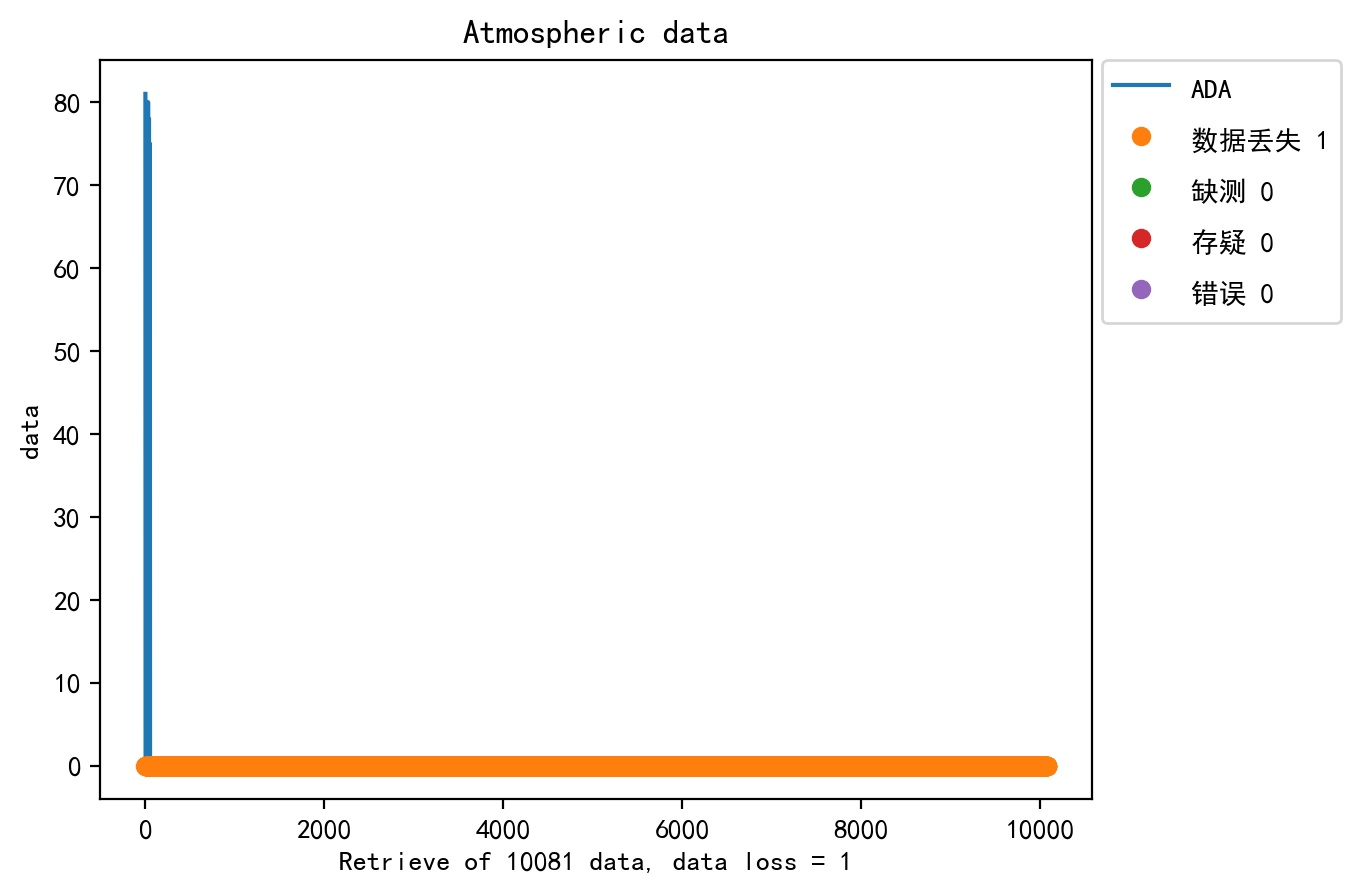 Atmospheric data
80
70
60
50
40
30
20
10
0
data
0 2000 4000 6000 8000 10000
Retrieve of 10081 data, data loss = 1
ADA
数据丢失 1
缺测 0
存疑 0
错误 0